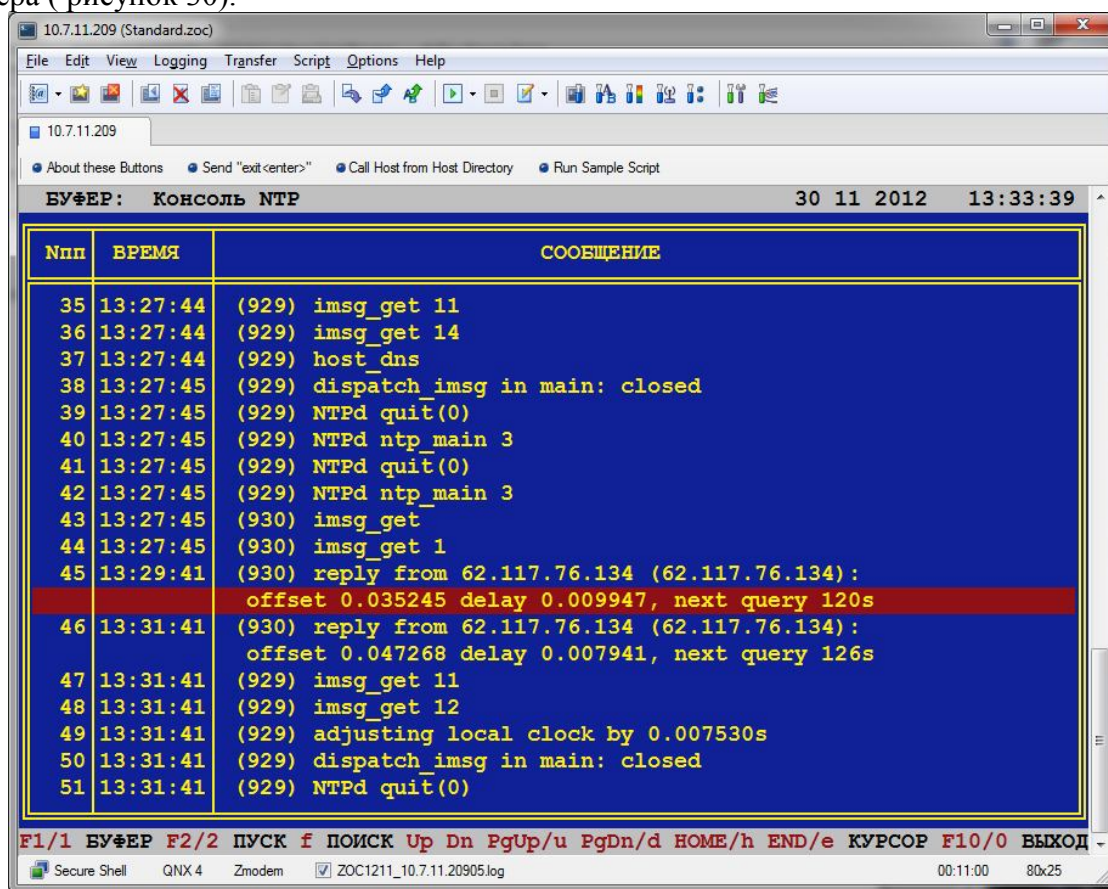 ера ( рисунок 30).
10.7.11.209 (Standard.zoc)
File Edit View Logging Transfer Script Options Help
10.7.11.209
About these Buttons Send "exit<enter>" Call Host from Host Directory Run Sample Script
БУФЕР: Консоль NTP 30 11 2012 13:33:39
Nпп ВРЕМЯ СООБЩЕНИЕ
35 13:27:44 (929) imsg_get 11
36 13:27:44 (929) imsg_get 14
37 13:27:44 (929) host_dns
38 13:27:45 (929) dispatch_imsg in main: closed
39 13:27:45 (929) NTPd quit(0)
40 13:27:45 (929) NTPd ntp_main 3
41 13:27:45 (929) NTPd quit(0)
42 13:27:45 (929) NTPd ntp_main 3
43 13:27:45 (930) imsg_get
44 13:27:45 (930) imsg_get 1
45 13:29:41 (930) reply from 62.117.76.134 (62.117.76.134):
offset 0.035245 delay 0.009947, next query 120s
46 13:31:41 (930) reply from 62.117.76.134 (62.117.76.134):
offset 0.047268 delay 0.007941, next query 126s
47 13:31:41 (929) imsg_get 11
48 13:31:41 (929) imsg_get 12
49 13:31:41 (929) adjusting local clock by 0.007530s
50 13:31:41 (929) dispatch_imsg in main: closed
51 13:31:41 (929) NTPd quit(0)
F1/1 БУФЕР F2/2 ПУСК f ПОИСК Up Dn PgUp/u PgDn/d HOME/h END/e КУРСОР F10/0 ВЫХОД
Secure Shell QNX 4 Zmodem ZOC1211_10.7.11.20905.log 00:11:00 80x25